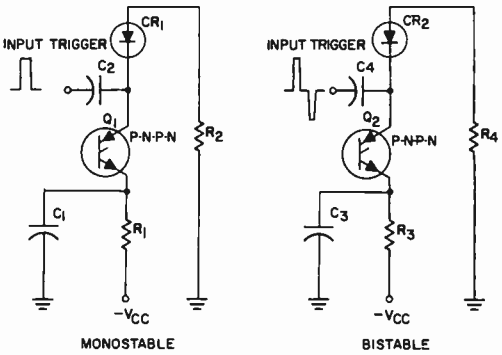 CR1
INPUT TRIGGER
C2
Q1
P-N-P-N
R2
C1
R1
-VCC
MONOSTABLE
CR2
INPUT TRIGGER
C4
Q2
P-N-P-N
R4
C3
R3
-VCC
BISTABLE